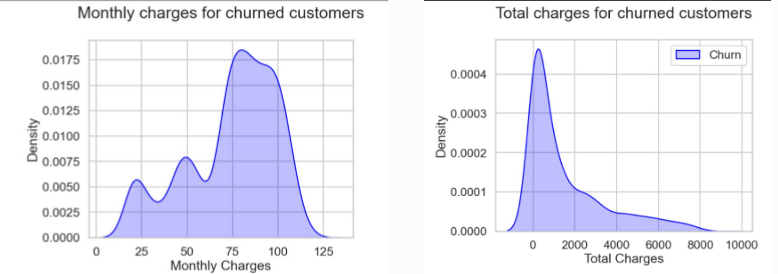 Monthly charges for churned customers
Density
0.0175
0.0150
0.0125
0.0100
0.0075
0.0050
0.0025
0.0000
0 25 50 75 100 125
Monthly Charges
Total charges for churned customers
Churn
Density
0.0004
0.0003
0.0002
0.0001
0.0000
0 2000 4000 6000 8000 10000
Total Charges